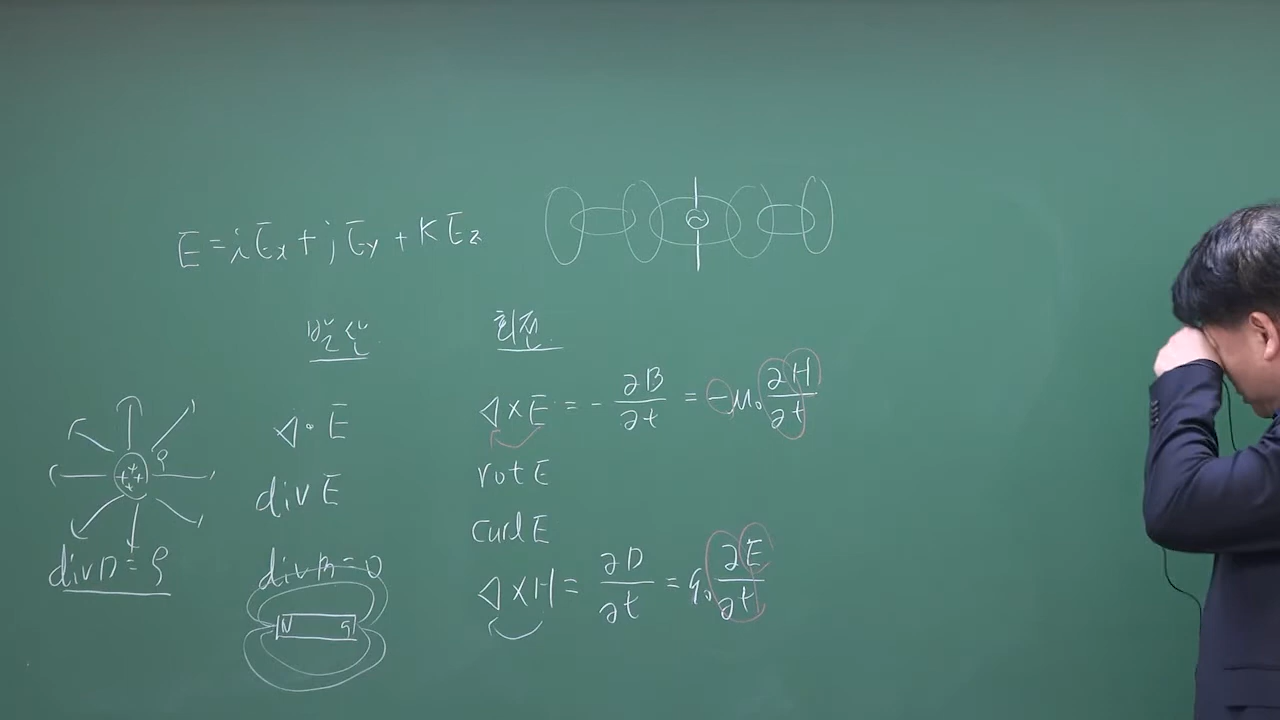 E = iEx + jEy + kEz
발산
회전
∇ × E = - ∂B/∂t = -μ₀ ∂H/∂t
∇ · E
rot E
div E
curl E
div D = ρ
div B = 0
∇ × H = ∂D/∂t = ε₀ ∂E/∂t
ρ
+++
+
N S